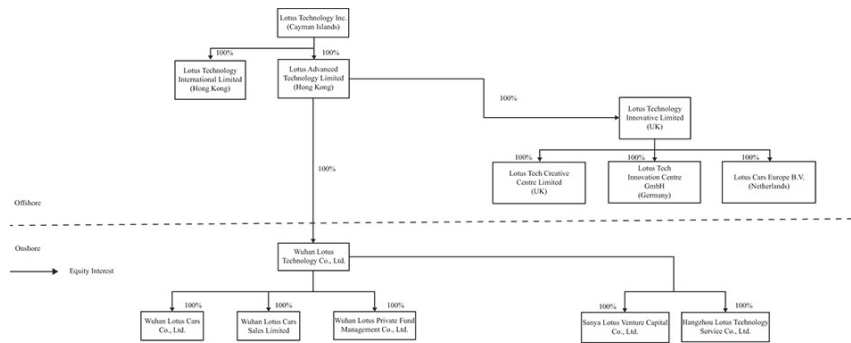 Lotus Technology Inc.
(Cayman Islands)
100%
100%
Lotus Technology
International Limited
(Hong Kong)
Lotus Advanced
Technology Limited
(Hong Kong)
100%
Lotus Technology
Innovative Limited
(UK)
100%
100%
100%
100%
Lotus Tech Creative
Centre Limited
(UK)
Lotus Tech
Innovation Centre
GmbH
(Germany)
Lotus Cars Europe B.V.
(Netherlands)
Offshore
Onshore
Equity Interest
Wuhan Lotus
Technology Co., Ltd.
100%
100%
100%
100%
100%
Wuhan Lotus Cars
Co., Ltd.
Wuhan Lotus Cars
Sales Limited
Wuhan Lotus Private Fund
Management Co., Ltd.
Sanya Lotus Venture Capital
Co., Ltd.
Hangzhou Lotus Technology
Service Co., Ltd.